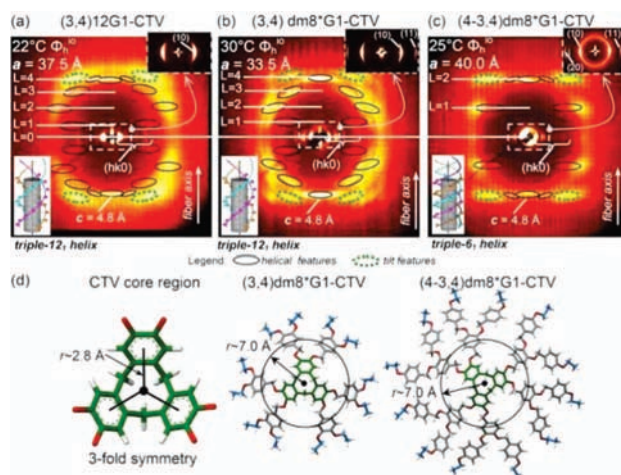 (a) (3,4)12G1-CTV
22°C Φh io
a = 37.5 Å
(10)
L=4
L=3
L=2
L=1
L=0
(hk0)
fiber axis
c = 4.8 Å
triple-12₁ helix
(b) (3,4) dm8*G1-CTV
30°C Φh io
a = 33.5 Å
(10) (11)
L=4
L=3
L=2
L=1
(hk0)
fiber axis
c = 4.8 Å
triple-12₁ helix
(c) (4-3,4)dm8*G1-CTV
25°C Φh io
a = 40.0 Å
(10) (11)
(20)
L=2
L=1
(hk0)
fiber axis
c = 4.8 Å
triple-6₁ helix
Legend: helical features tilt features
(d) CTV core region
r~2.8 Å
3-fold symmetry
(3,4)dm8*G1-CTV
r~7.0 Å
(4-3,4)dm8*G1-CTV
r~7.0 Å